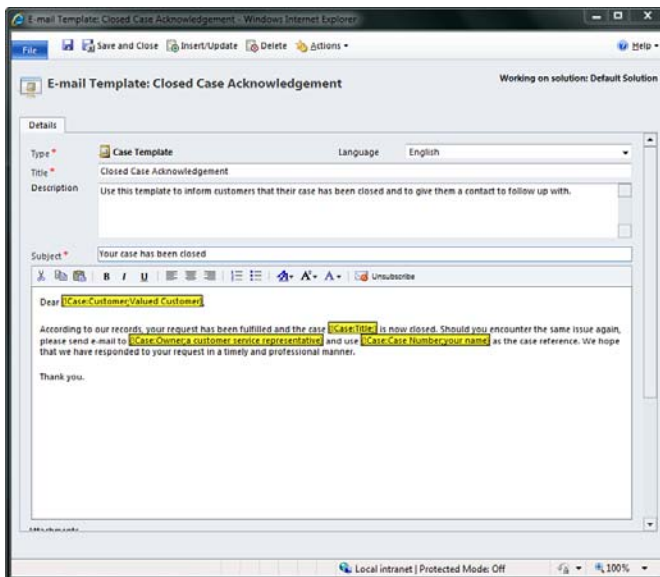 E-mail Template: Closed Case Acknowledgement - Windows Internet Explorer
File Save and Close Insert/Update Delete Actions Help
E-mail Template: Closed Case Acknowledgement
Working on solution: Default Solution
Details
Type * Case Template Language English
Title * Closed Case Acknowledgement
Description Use this template to inform customers that their case has been closed and to give them a contact to follow up with.
Subject * Your case has been closed
B I U A A A Unsubscribe
Dear {!Case:Customer;Valued Customer},
According to our records, your request has been fulfilled and the case {!Case:Title;} is now closed. Should you encounter the same issue again,
please send e-mail to {!Case:Owner;a customer service representative} and use {!Case:Case Number;your name} as the case reference. We hope
that we have responded to your request in a timely and professional manner.
Thank you.
Attachments
Local intranet | Protected Mode: Off 100%